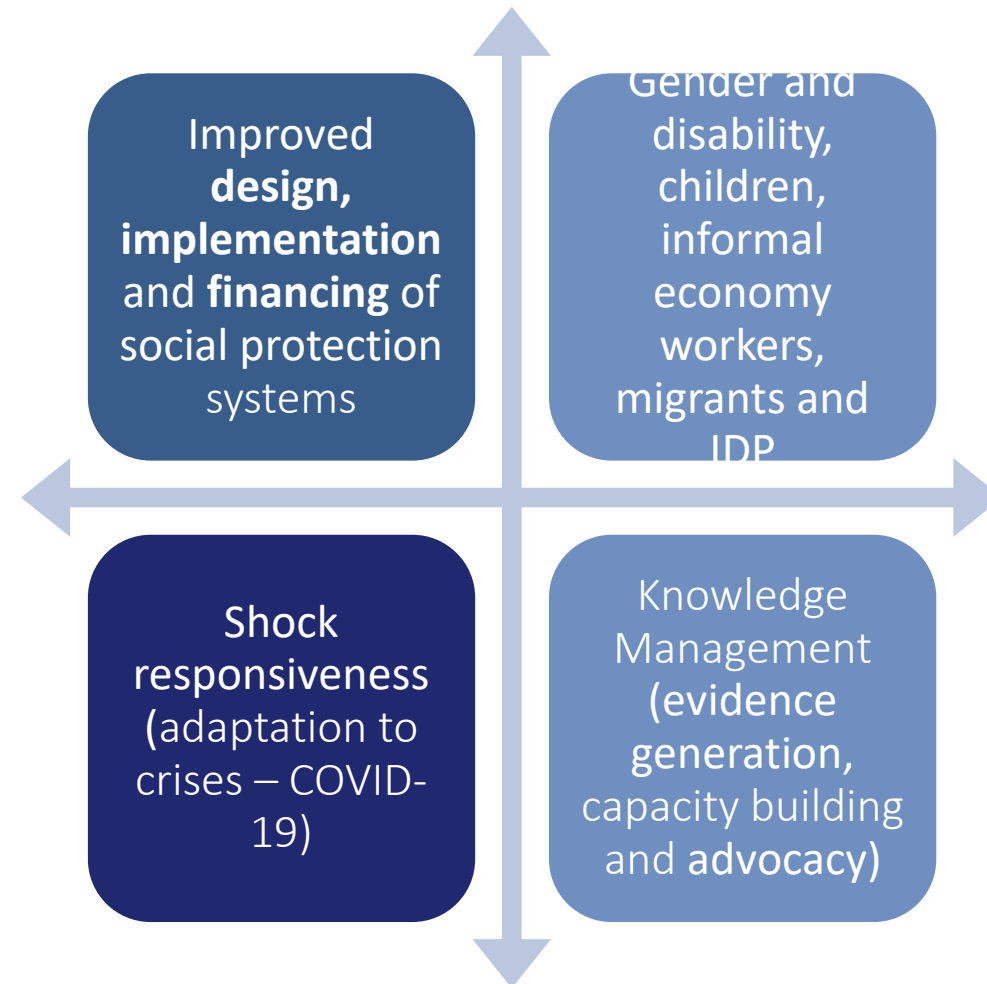 Improved
design,
implementation
and financing of
social protection
systems
Gender and
disability,
children,
informal
economy
workers,
migrants and
IDP
Shock
responsiveness
(adaptation to
crises – COVID-
19)
Knowledge
Management
(evidence
generation,
capacity building
and advocacy)